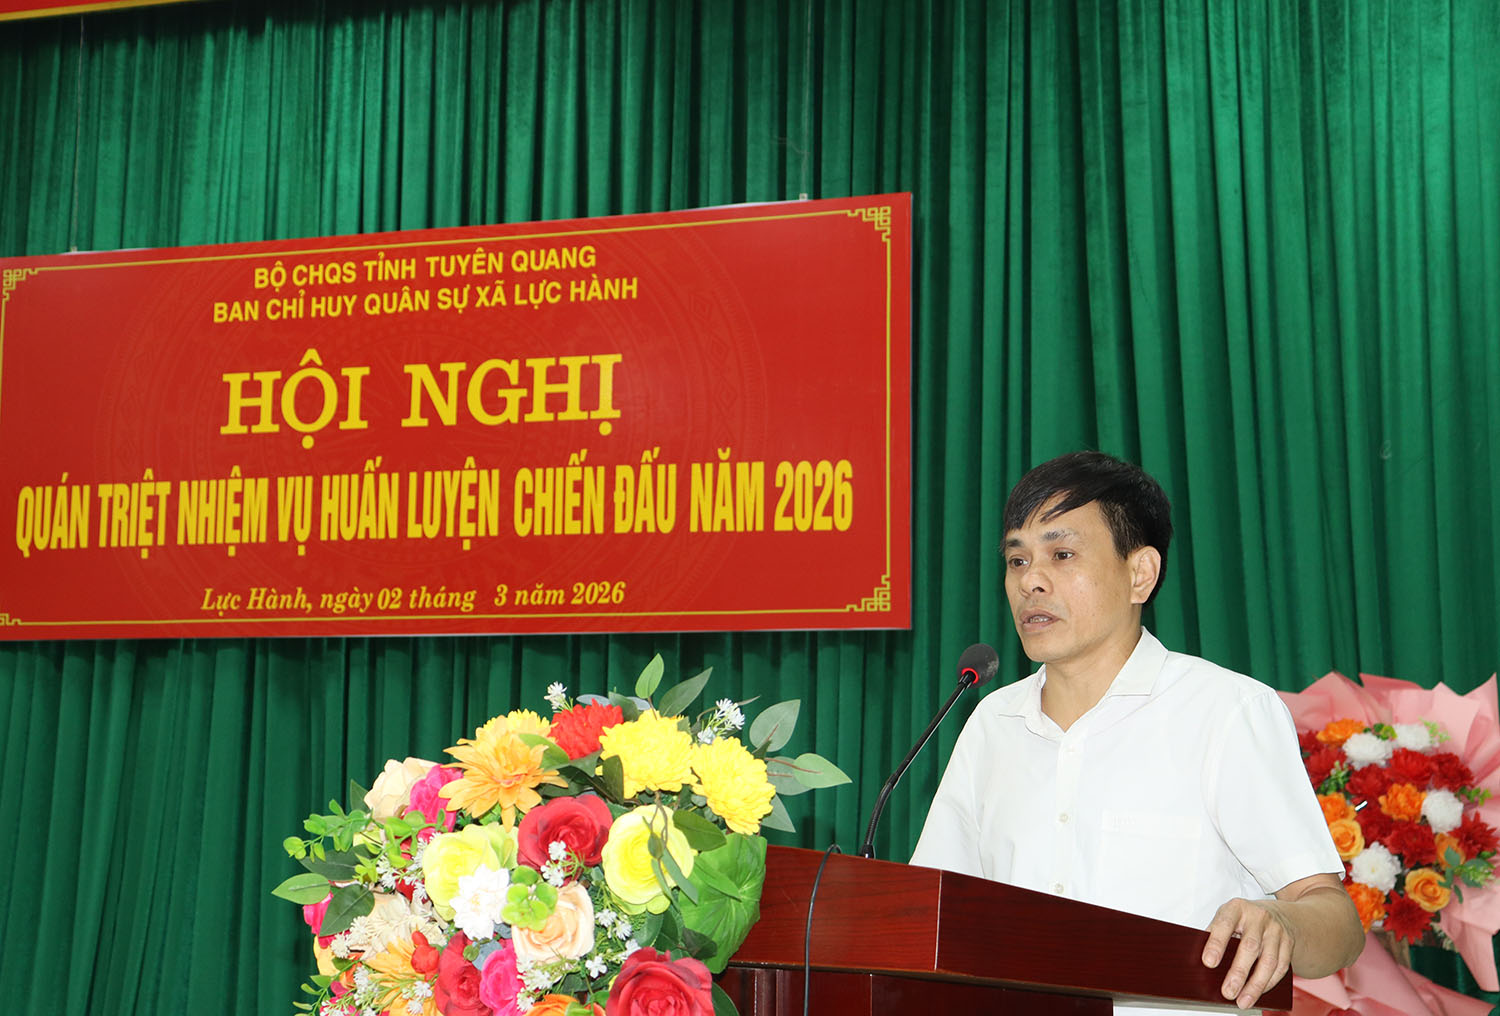 BỘ CHQS TỈNH TUYÊN QUANG
BAN CHỈ HUY QUÂN SỰ XÃ LỰC HÀNH
HỘI NGHỊ
QUÁN TRIỆT NHIỆM VỤ HUẤN LUYỆN CHIẾN ĐẤU NĂM 2026
Lực Hành, ngày 02 tháng 3 năm 2026